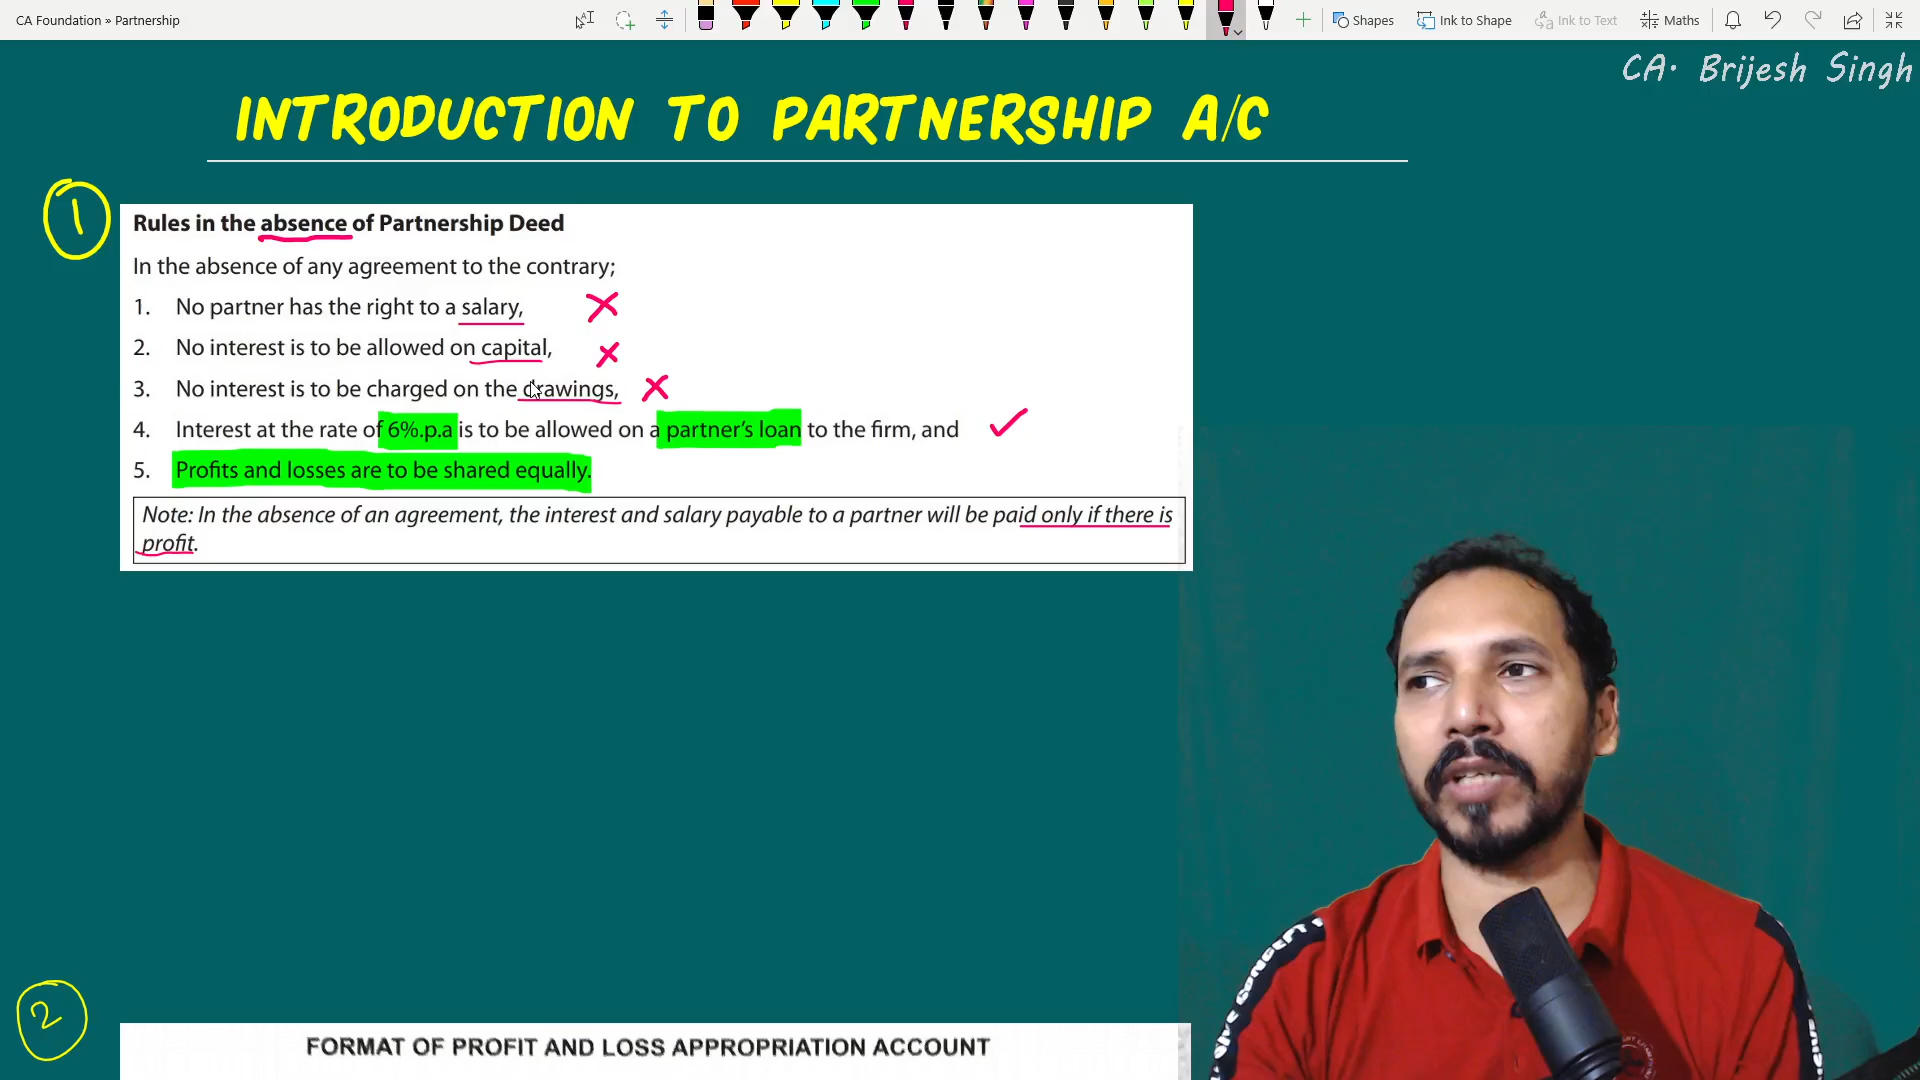 CA Foundation » Partnership
Shapes
Ink to Shape
Ink to Text
Maths
CA. Brijesh Singh
INTRODUCTION TO PARTNERSHIP A/C
1
Rules in the absence of Partnership Deed
In the absence of any agreement to the contrary;
1. No partner has the right to a salary,
2. No interest is to be allowed on capital,
3. No interest is to be charged on the drawings,
4. Interest at the rate of 6%.p.a is to be allowed on a partner's loan to the firm, and
5. Profits and losses are to be shared equally.
Note: In the absence of an agreement, the interest and salary payable to a partner will be paid only if there is
profit.
2
FORMAT OF PROFIT AND LOSS APPROPRIATION ACCOUNT